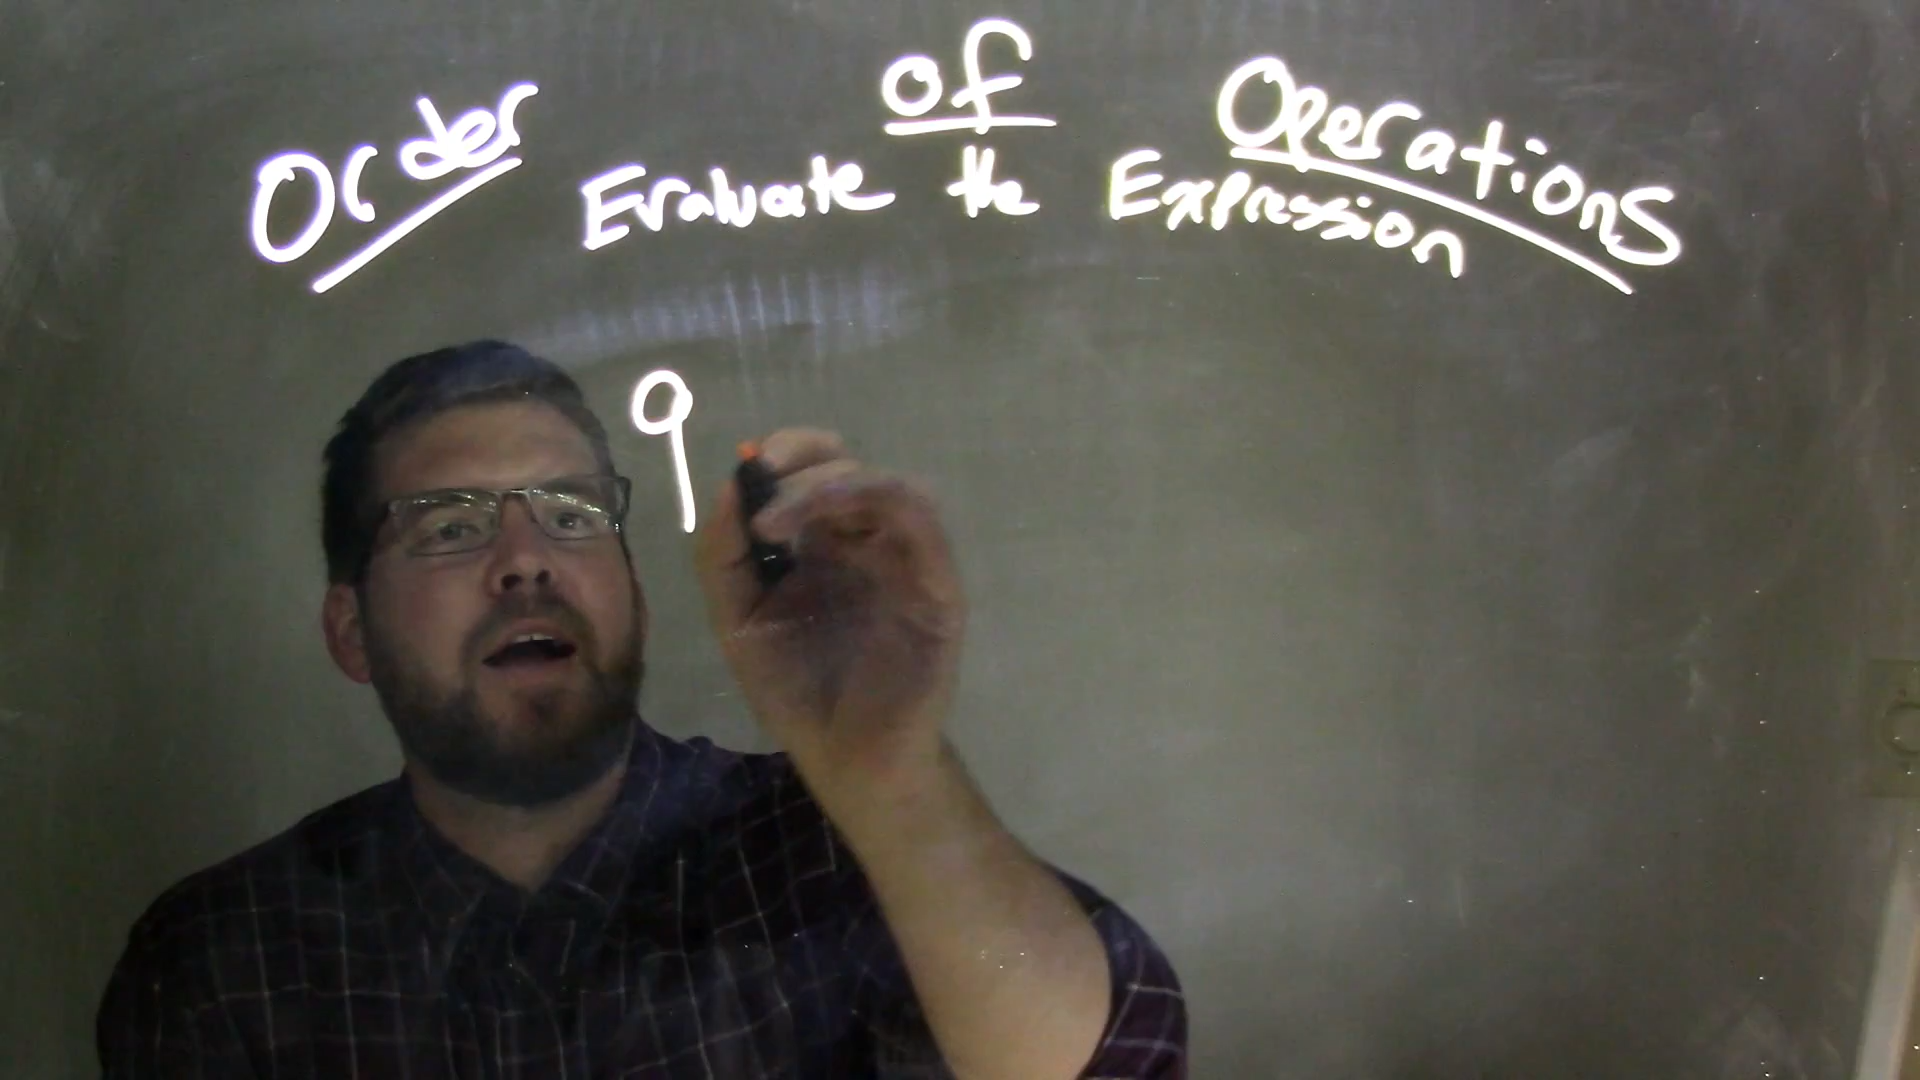 Order of Operations
Evaluate the Expression
9